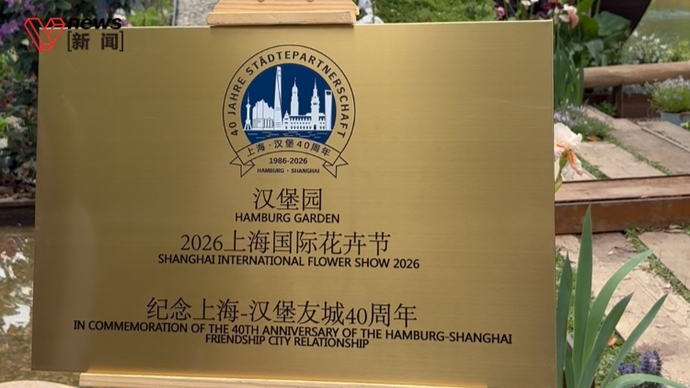 news
[新闻]
40 JAHRE STÄDTEPARTNERSCHAFT
上海·汉堡40周年
1986-2026
HAMBURG · SHANGHAI
汉堡园
HAMBURG GARDEN
2026上海国际花卉节
SHANGHAI INTERNATIONAL FLOWER SHOW 2026
纪念上海-汉堡友城40周年
IN COMMEMORATION OF THE 40TH ANNIVERSARY OF THE HAMBURG-SHANGHAI
FRIENDSHIP CITY RELATIONSHIP